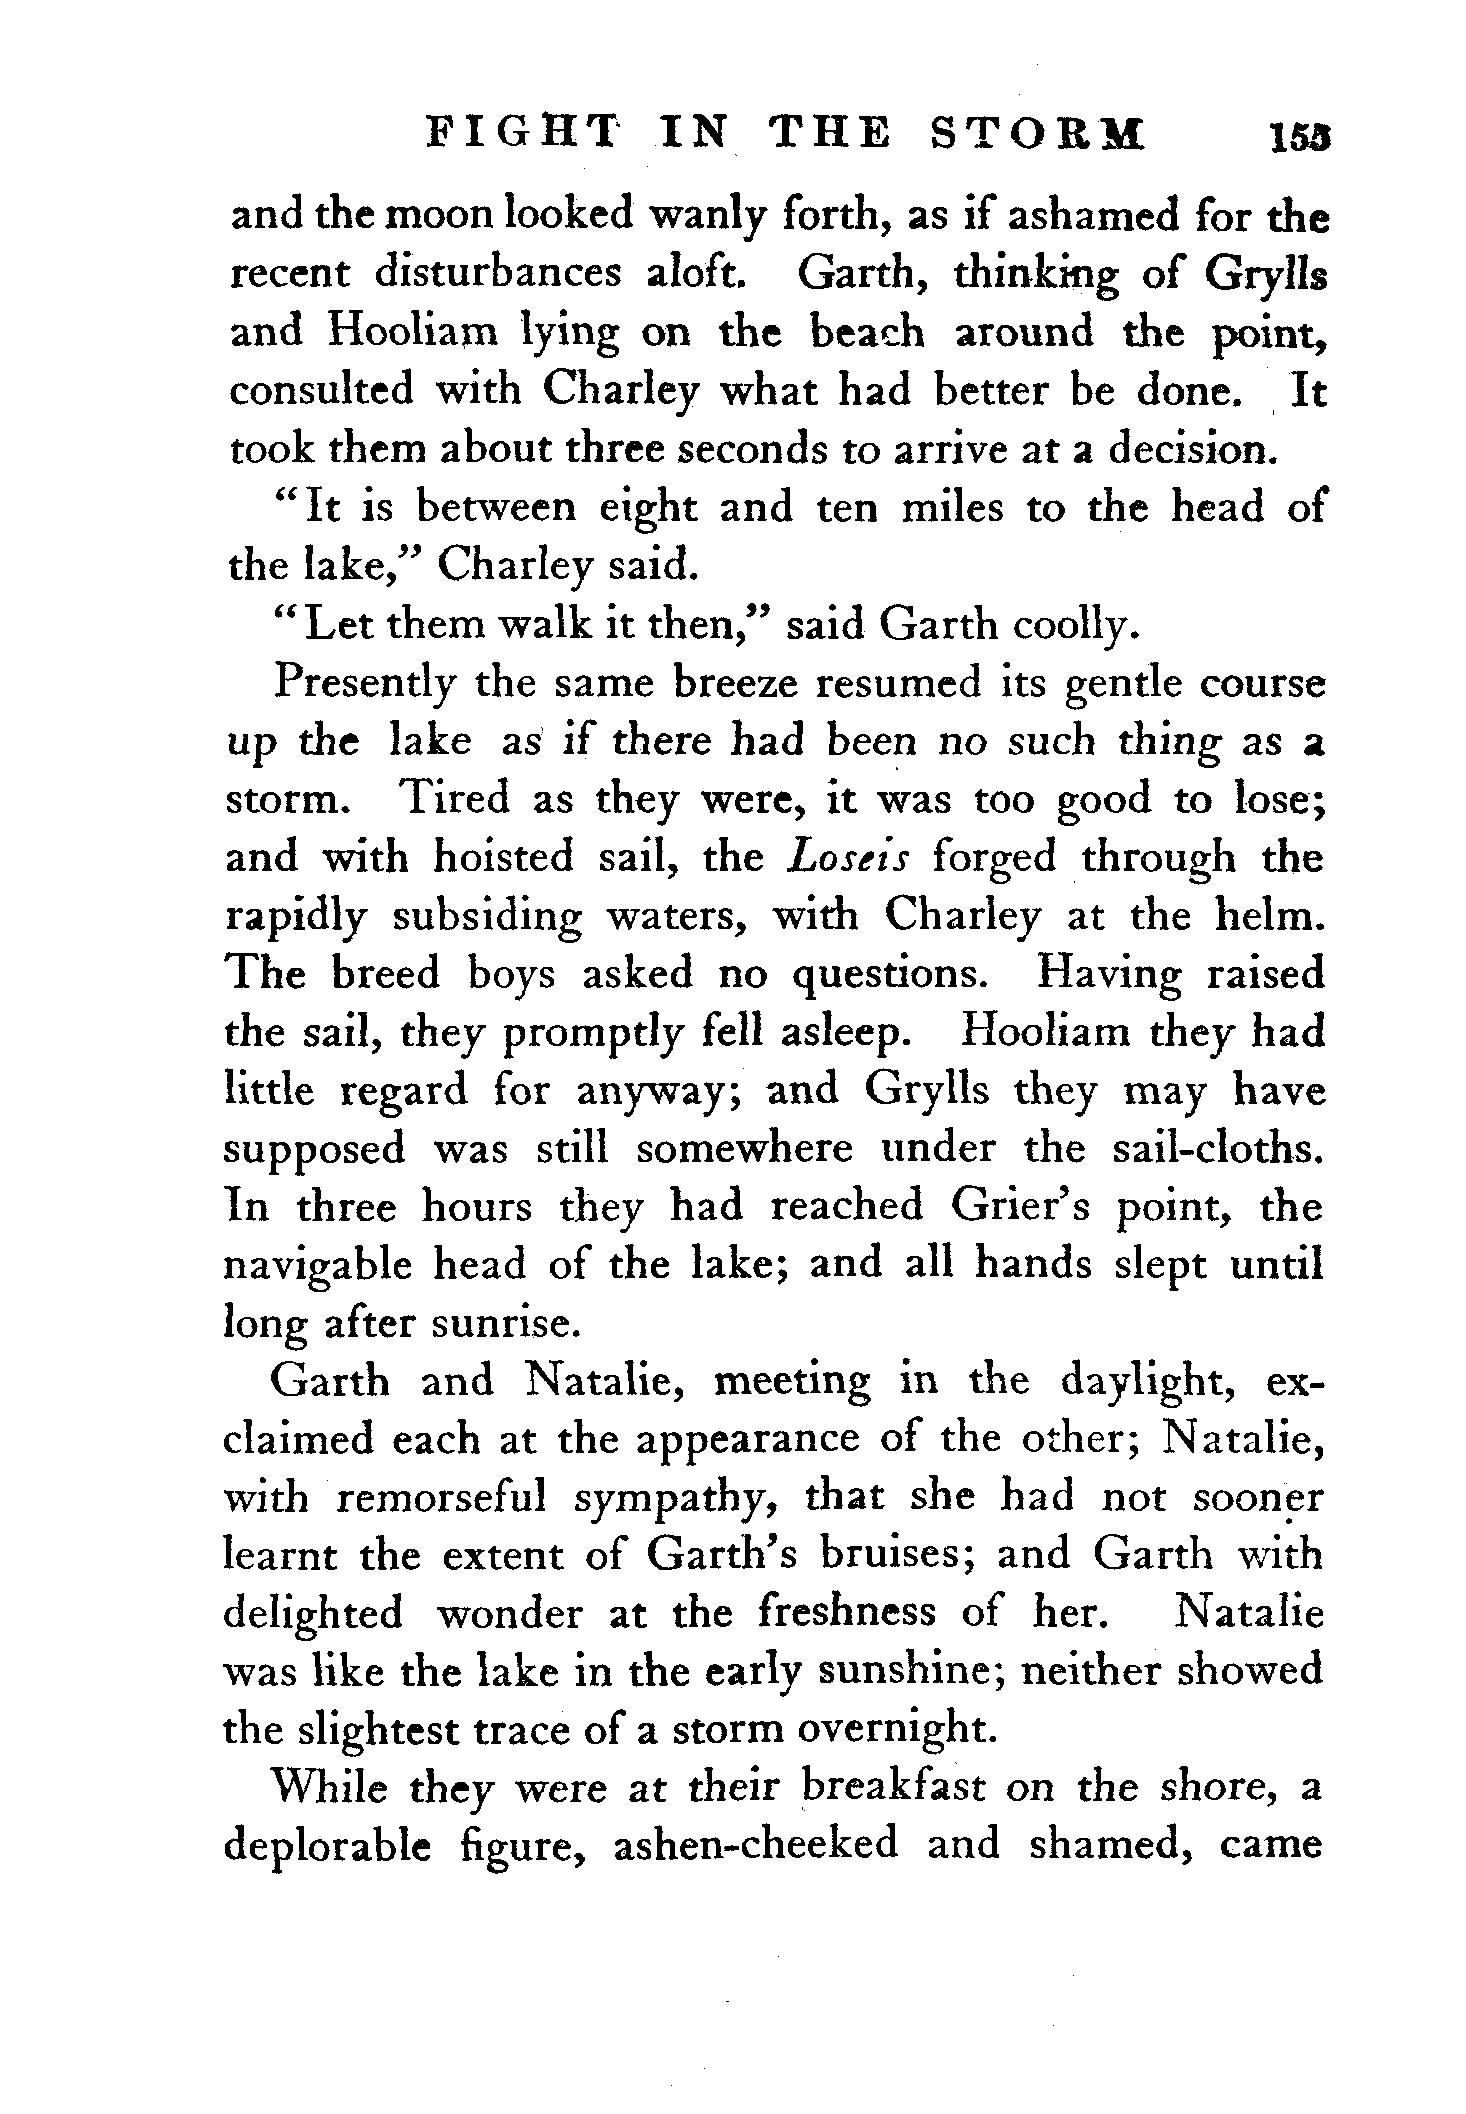 FIGHT IN THE STORM 153
and the moon looked wanly forth, as if ashamed for the
recent disturbances aloft. Garth, thinking of Grylls
and Hooliam lying on the beach around the point,
consulted with Charley what had better be done. It
took them about three seconds to arrive at a decision.
"It is between eight and ten miles to the head of
the lake," Charley said.
"Let them walk it then," said Garth coolly.
Presently the same breeze resumed its gentle course
up the lake as if there had been no such thing as a
storm. Tired as they were, it was too good to lose;
and with hoisted sail, the Loseis forged through the
rapidly subsiding waters, with Charley at the helm.
The breed boys asked no questions. Having raised
the sail, they promptly fell asleep. Hooliam they had
little regard for anyway; and Grylls they may have
supposed was still somewhere under the sail-cloths.
In three hours they had reached Grier's point, the
navigable head of the lake; and all hands slept until
long after sunrise.
Garth and Natalie, meeting in the daylight, ex-
claimed each at the appearance of the other; Natalie,
with remorseful sympathy, that she had not sooner
learnt the extent of Garth's bruises; and Garth with
delighted wonder at the freshness of her. Natalie
was like the lake in the early sunshine; neither showed
the slightest trace of a storm overnight.
While they were at their breakfast on the shore, a
deplorable figure, ashen-cheeked and shamed, came